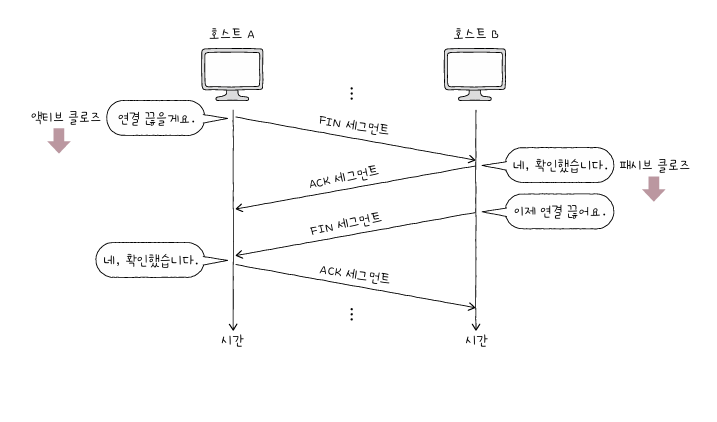 호스트 A
호스트 B
액티브 클로즈
연결 끊을게요.
FIN 세그먼트
네, 확인했습니다.
패시브 클로즈
ACK 세그먼트
이제 연결 끊어요.
FIN 세그먼트
네, 확인했습니다.
ACK 세그먼트
시간
시간